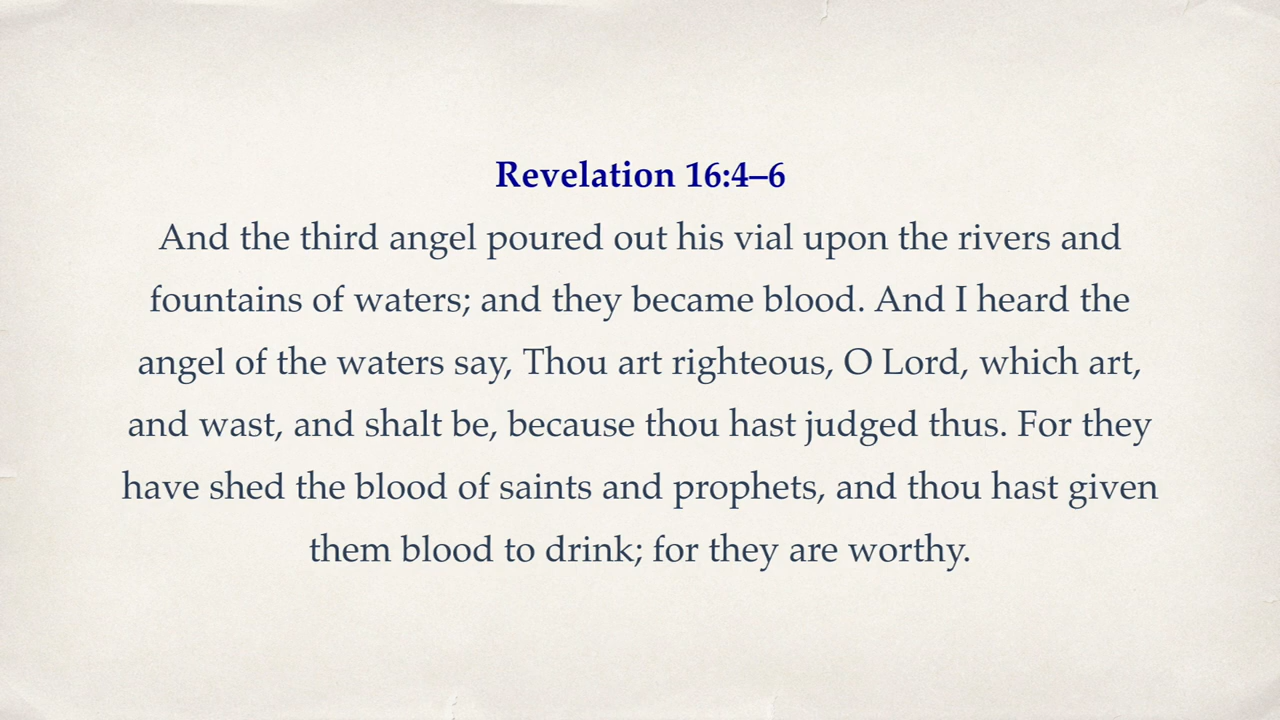 Revelation 16:4–6
And the third angel poured out his vial upon the rivers and
fountains of waters; and they became blood. And I heard the
angel of the waters say, Thou art righteous, O Lord, which art,
and wast, and shalt be, because thou hast judged thus. For they
have shed the blood of saints and prophets, and thou hast given
them blood to drink; for they are worthy.